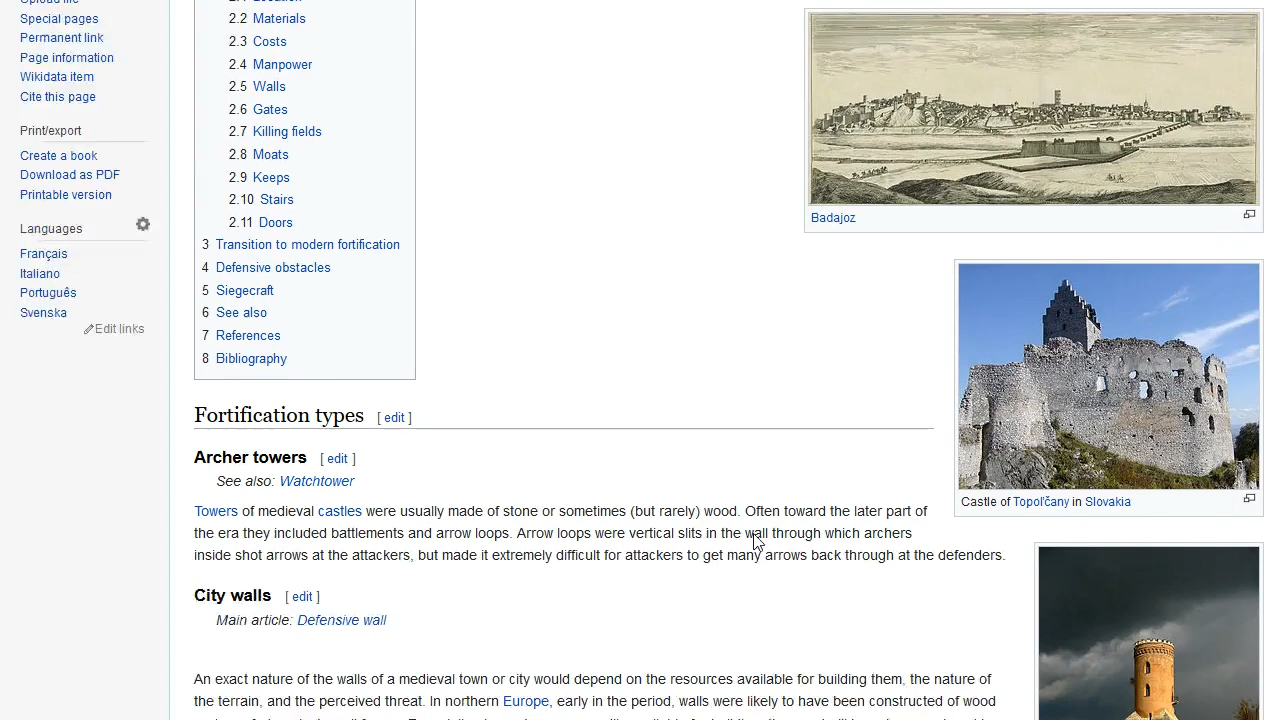 Special pages
Permanent link
Page information
Wikidata item
Cite this page
Print/export
Create a book
Download as PDF
Printable version
Languages
Français
Italiano
Português
Svenska
Edit links
2.2 Materials
2.3 Costs
2.4 Manpower
2.5 Walls
2.6 Gates
2.7 Killing fields
2.8 Moats
2.9 Keeps
2.10 Stairs
2.11 Doors
3 Transition to modern fortification
4 Defensive obstacles
5 Siegecraft
6 See also
7 References
8 Bibliography
Badajoz
Castle of Topoľčany in Slovakia
Fortification types [ edit ]
Archer towers [ edit ]
See also: Watchtower
Towers of medieval castles were usually made of stone or sometimes (but rarely) wood. Often toward the later part of
the era they included battlements and arrow loops. Arrow loops were vertical slits in the wall through which archers
inside shot arrows at the attackers, but made it extremely difficult for attackers to get many arrows back through at the defenders.
City walls [ edit ]
Main article: Defensive wall
An exact nature of the walls of a medieval town or city would depend on the resources available for building them, the nature of
the terrain, and the perceived threat. In northern Europe, early in the period, walls were likely to have been constructed of wood